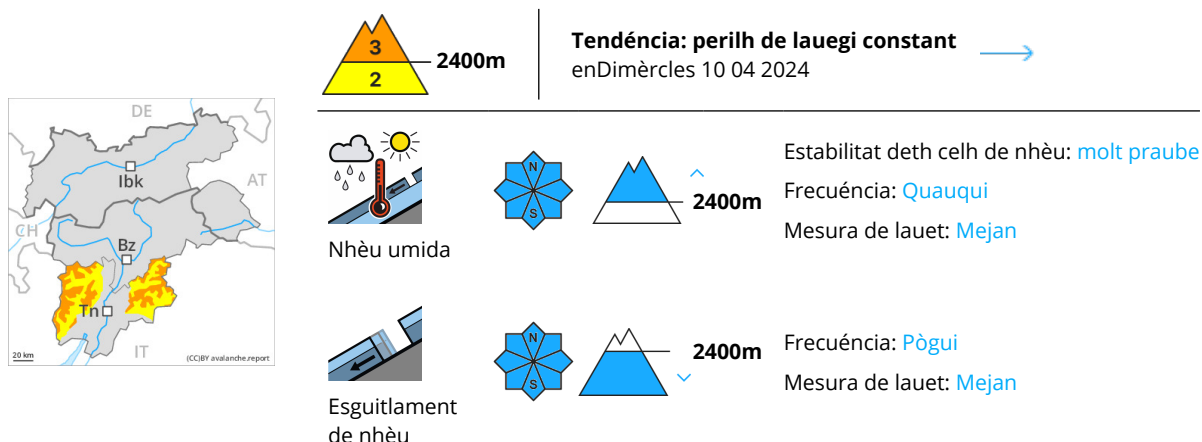 3
2
2400m
Tendéncia: perilh de lauegi constant
enDimèrcles 10 04 2024
DE
AT
CH
IT
Ibk
Bz
Tn
20 km
(CC)BY avalanche.report
N
S
2400m
Nhèu umida
Estabilitat deth celh de nhèu: molt praube
Frecuéncia: Quauqui
Mesura de lauet: Mejan
N
S
2400m
Esguitlament
de nhèu
Frecuéncia: Pògui
Mesura de lauet: Mejan